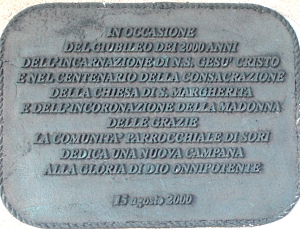 IN OCCASIONE
DEL GIUBILEO DEI 2000 ANNI
DELL'INCARNAZIONE DI N.S. GESU' CRISTO
E NEL CENTENARIO DELLA CONSACRAZIONE
DELLA CHIESA DI S. MARGHERITA
E DELL'INCORONAZIONE DELLA MADONNA
DELLE GRAZIE
LA COMUNITA' PARROCCHIALE DI SORI
DEDICA UNA NUOVA CAMPANA
ALLA GLORIA DI DIO ONNIPOTENTE
15 agosto 2000